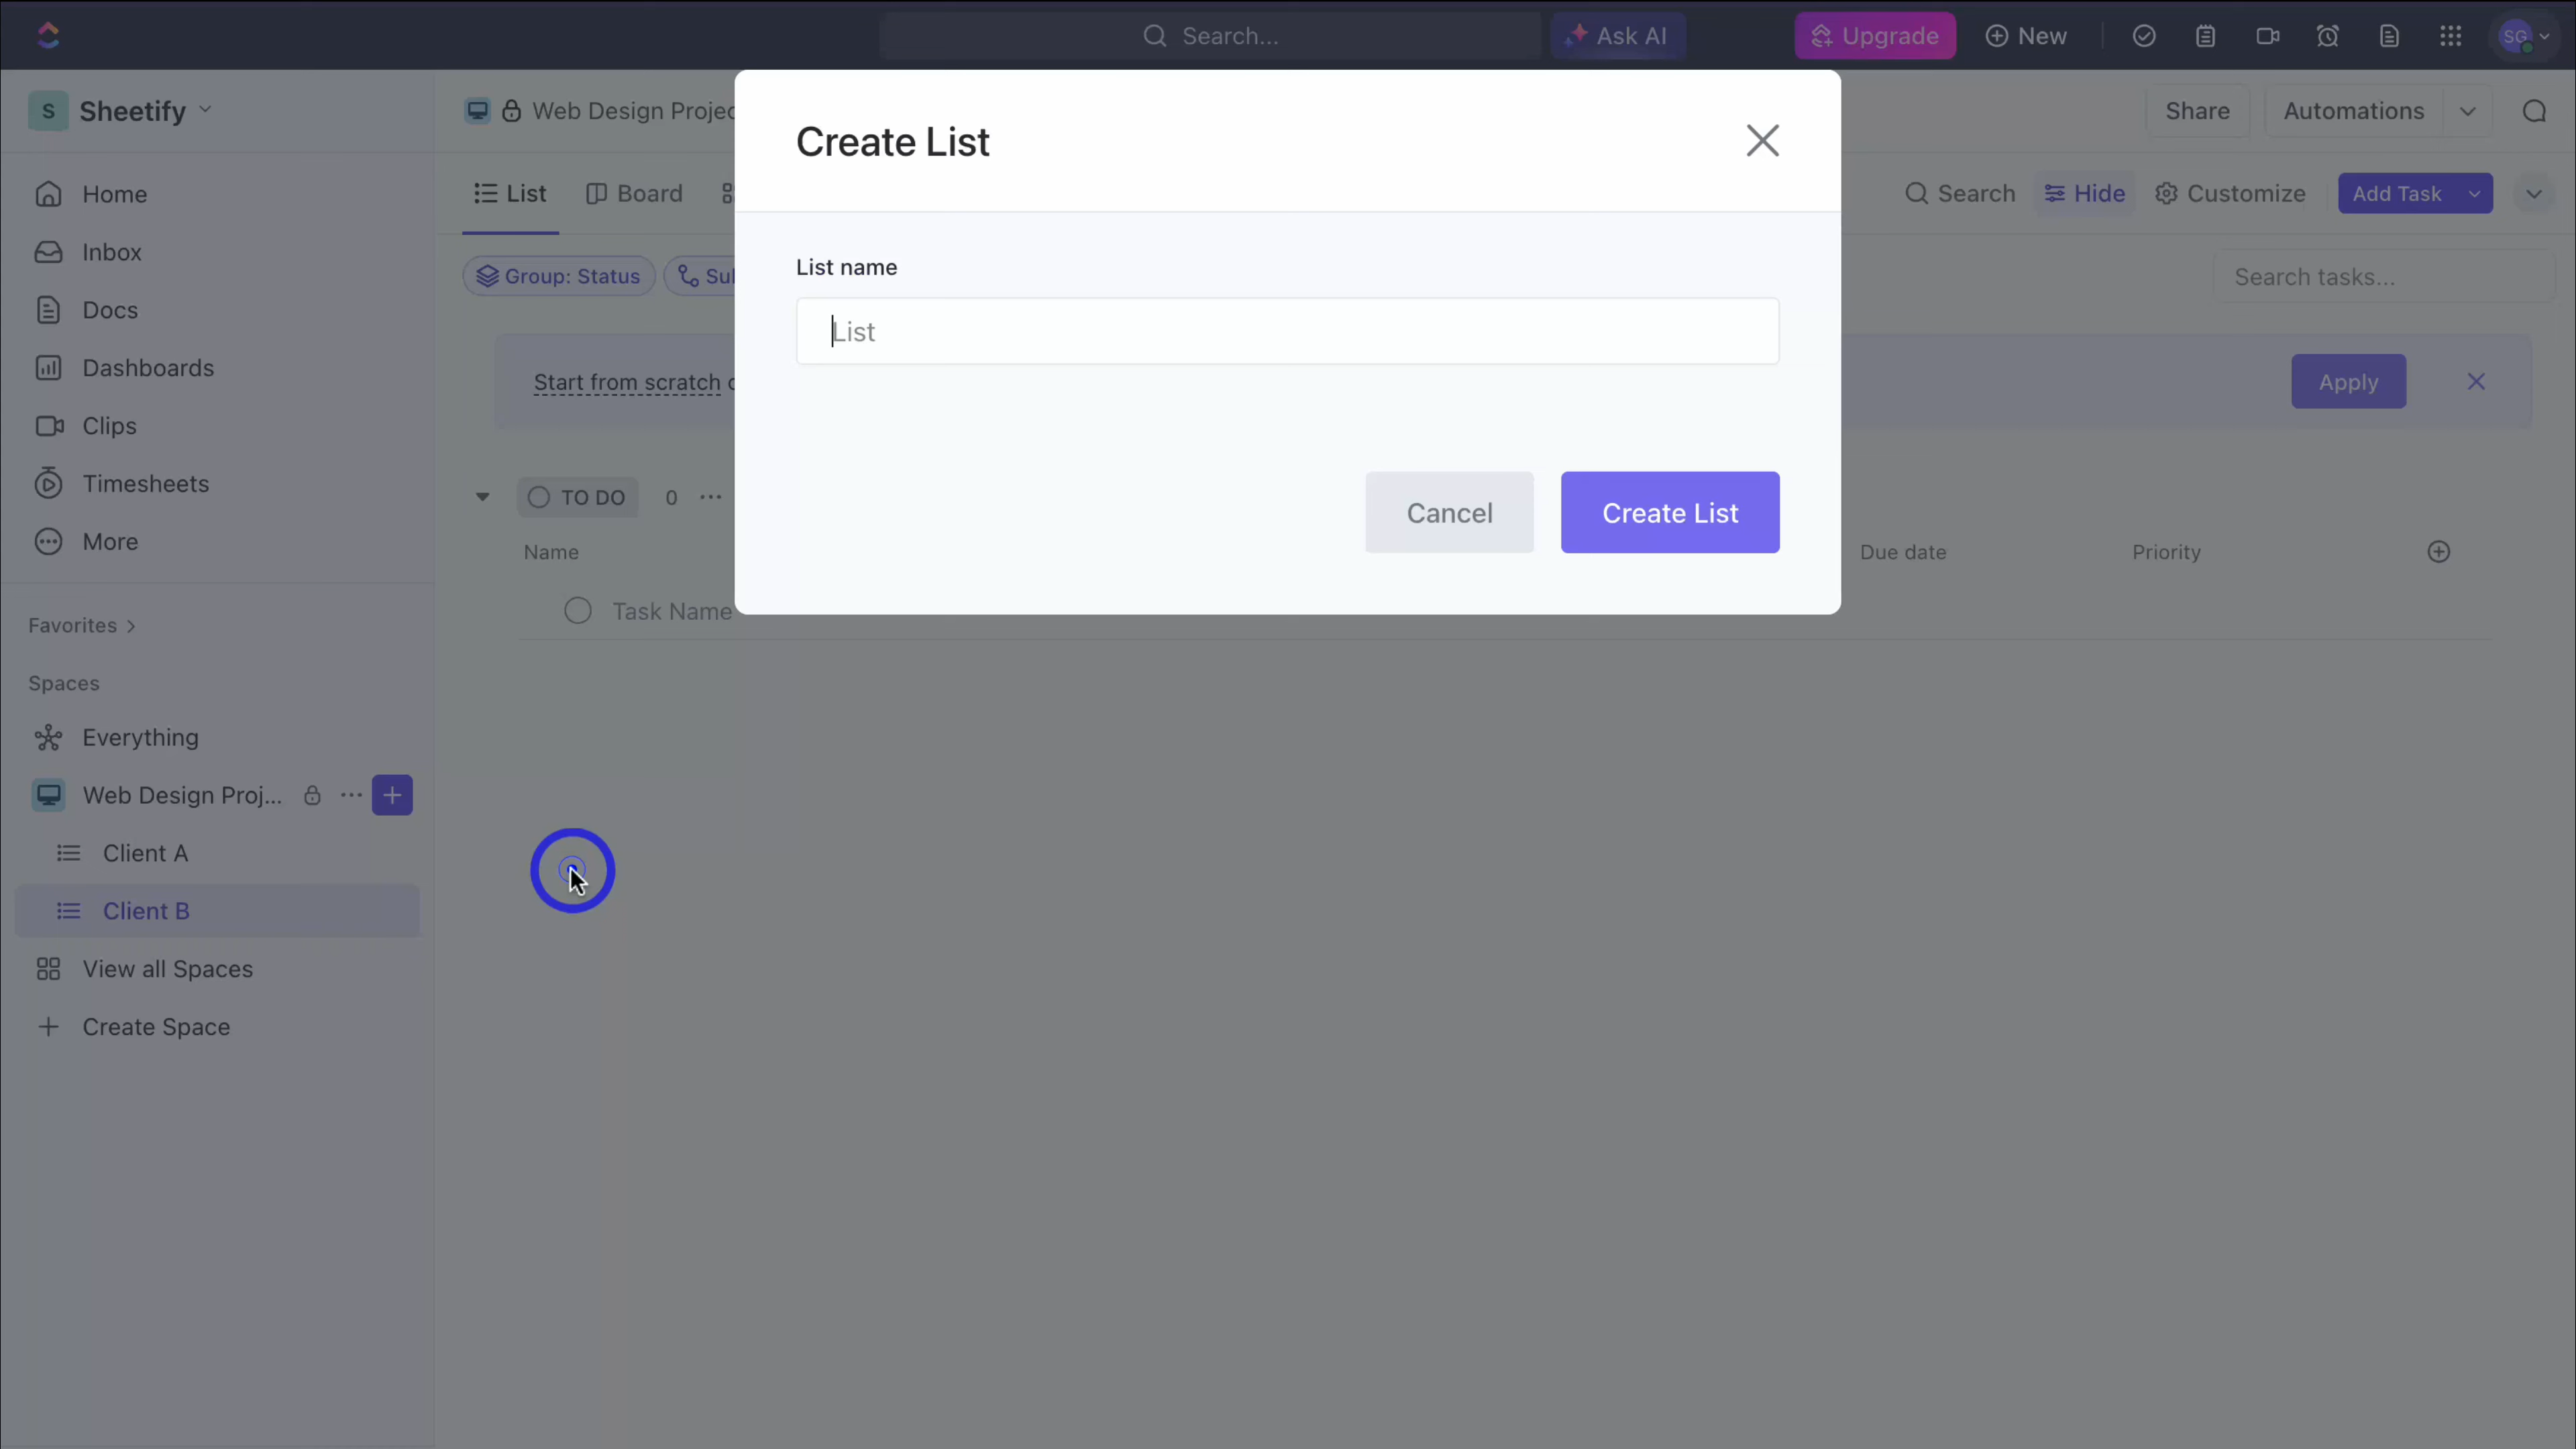 Search...
Ask AI
Upgrade
New
SG
S
Sheetify
Web Design Projec
Share
Automations
Create List
Home
List
Board
Search
Hide
Customize
Add Task
Inbox
List name
Group: Status
Sul
Search tasks...
Docs
List
Dashboards
Start from scratch
Apply
Clips
Timesheets
TO DO
0
Cancel
Create List
More
Name
Due date
Priority
Task Name
Favorites
Spaces
Everything
Web Design Proj...
Client A
Client B
View all Spaces
Create Space